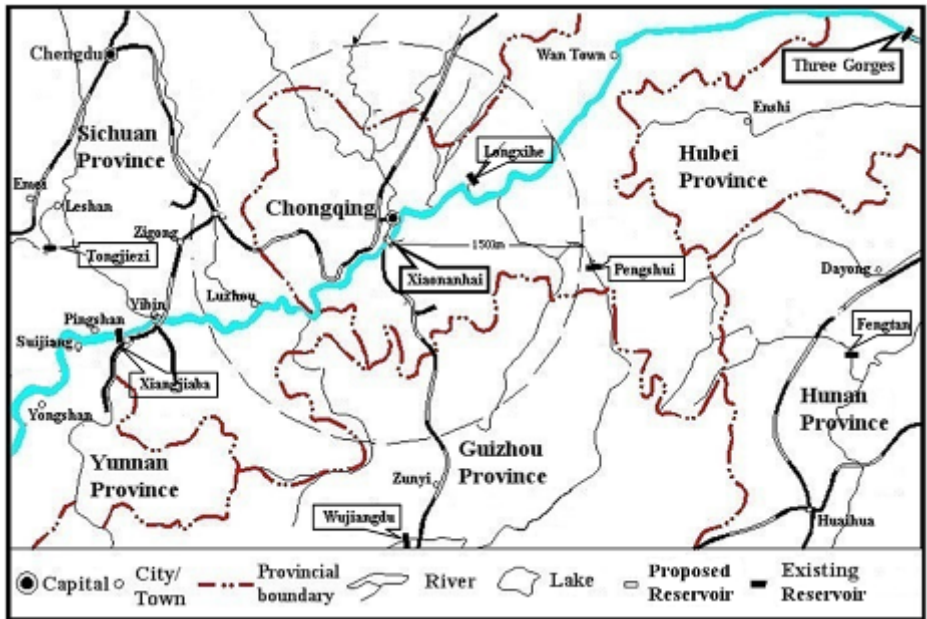 Chengdu
Wan Town
Three Gorges
Enshi
Sichuan
Province
Longxihe
Hubei
Province
Emei
Leshan
Chongqing
Zigong
Tongjiezi
150km
Xiaonanhai
Pengshui
Dayong
Luzhou
Yibin
Pingshan
Suijiang
Fengtan
Xiangjiaba
Hunan
Province
Yongshan
Guizhou
Province
Yunnan
Province
Zunyi
Wujiangdu
Huaihua
Capital
City/
Town
Provincial
boundary
River
Lake
Proposed
Reservoir
Existing
Reservoir